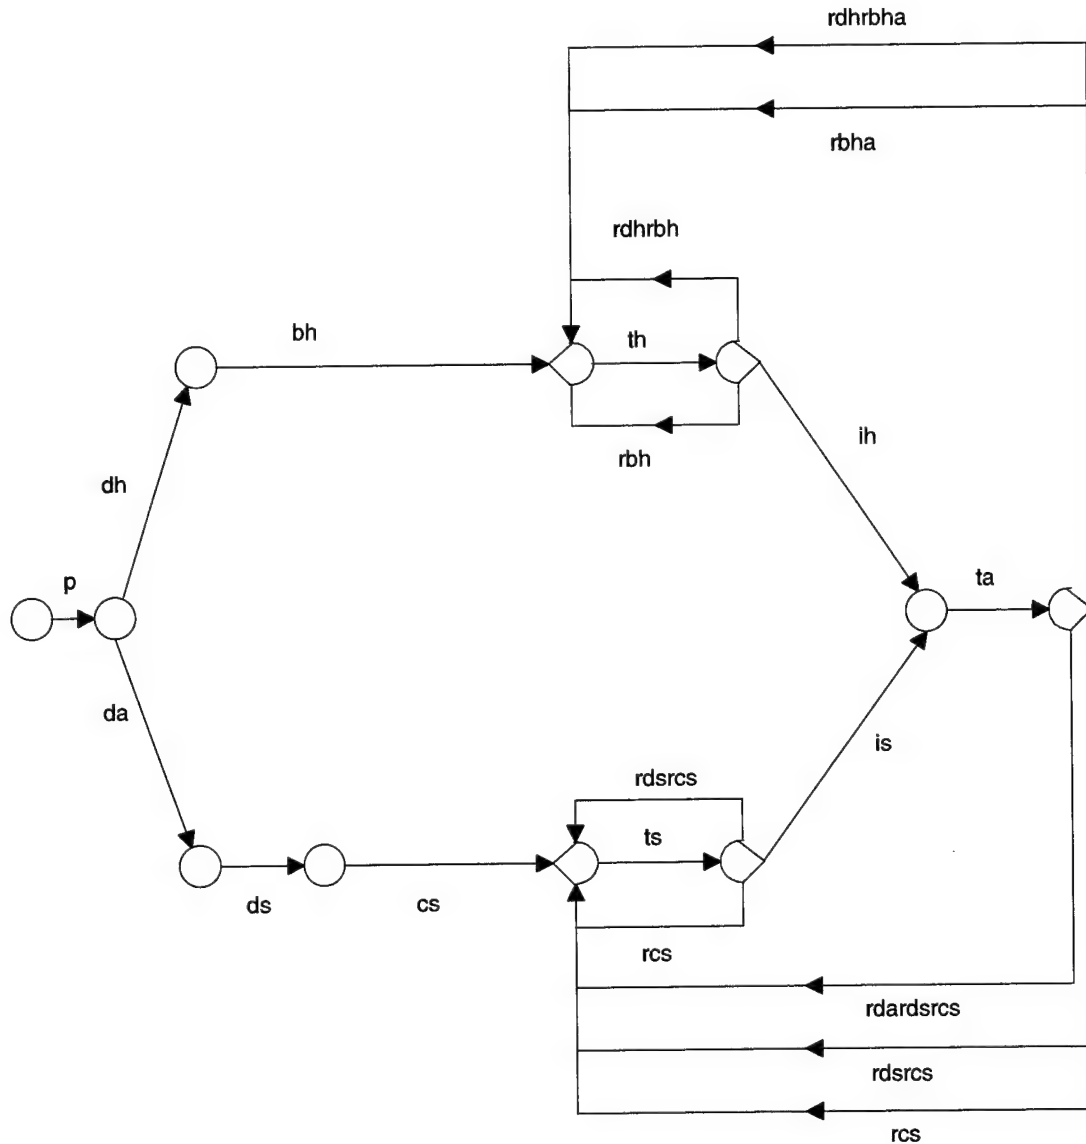 rdhrbha
rbha
rdhrbh
bh
th
rbh
ih
dh
p
ta
da
is
rdsrcs
ts
ds
cs
rcs
rdardsrcs
rdsrcs
rcs